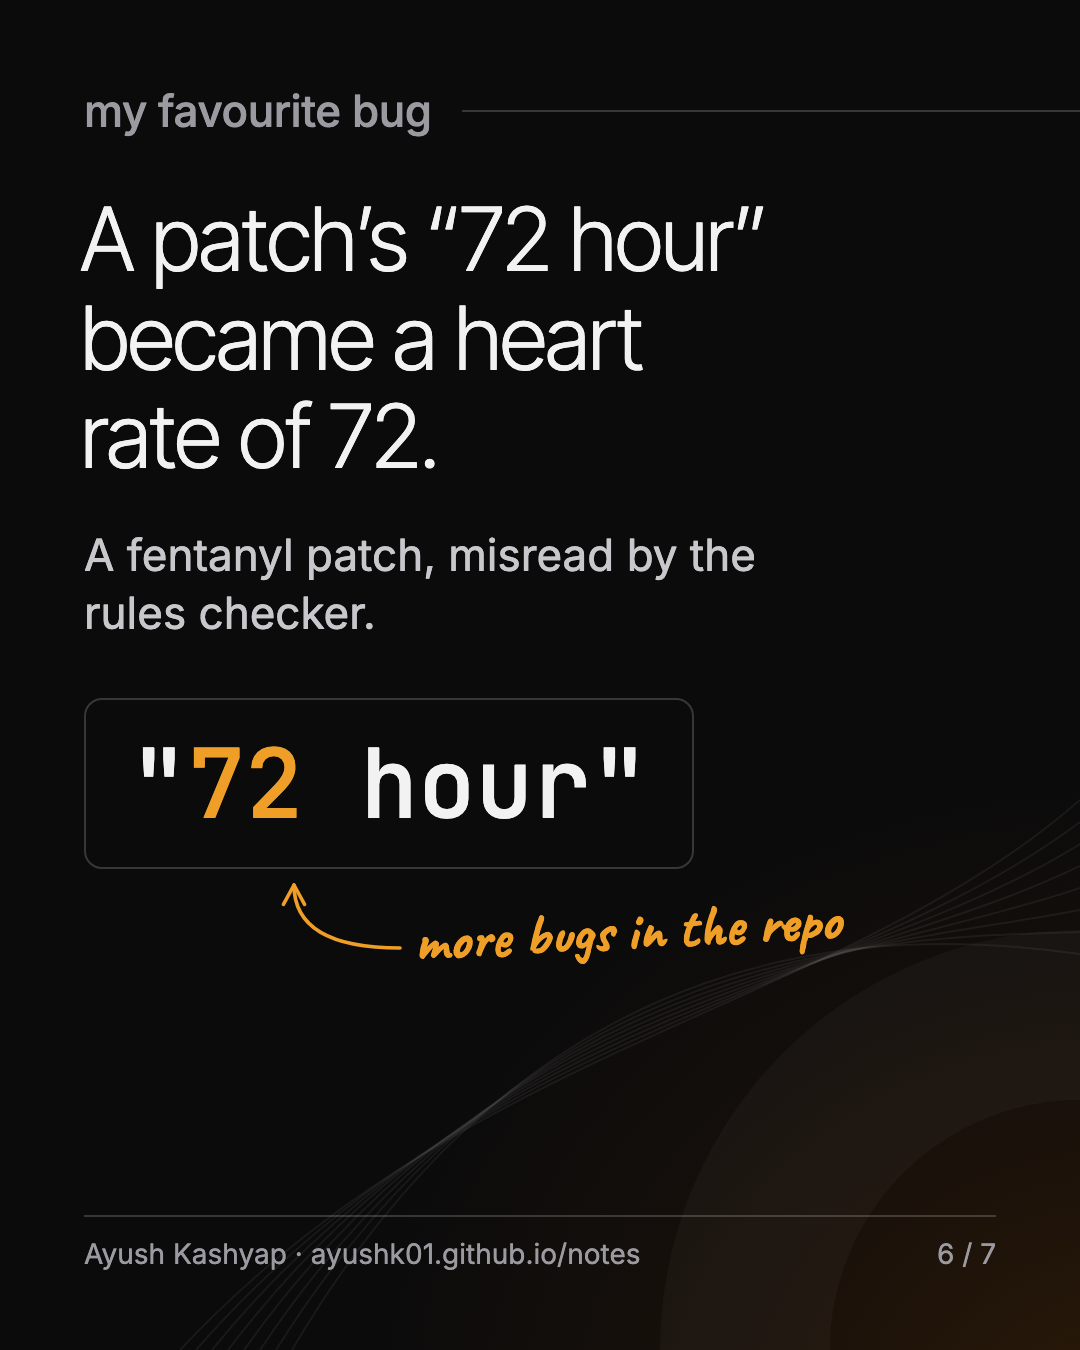 my favourite bug
A patch’s “72 hour”
became a heart
rate of 72.
A fentanyl patch, misread by the
rules checker.
"72 hour"
more bugs in the repo
Ayush Kashyap · ayushk01.github.io/notes
6 / 7